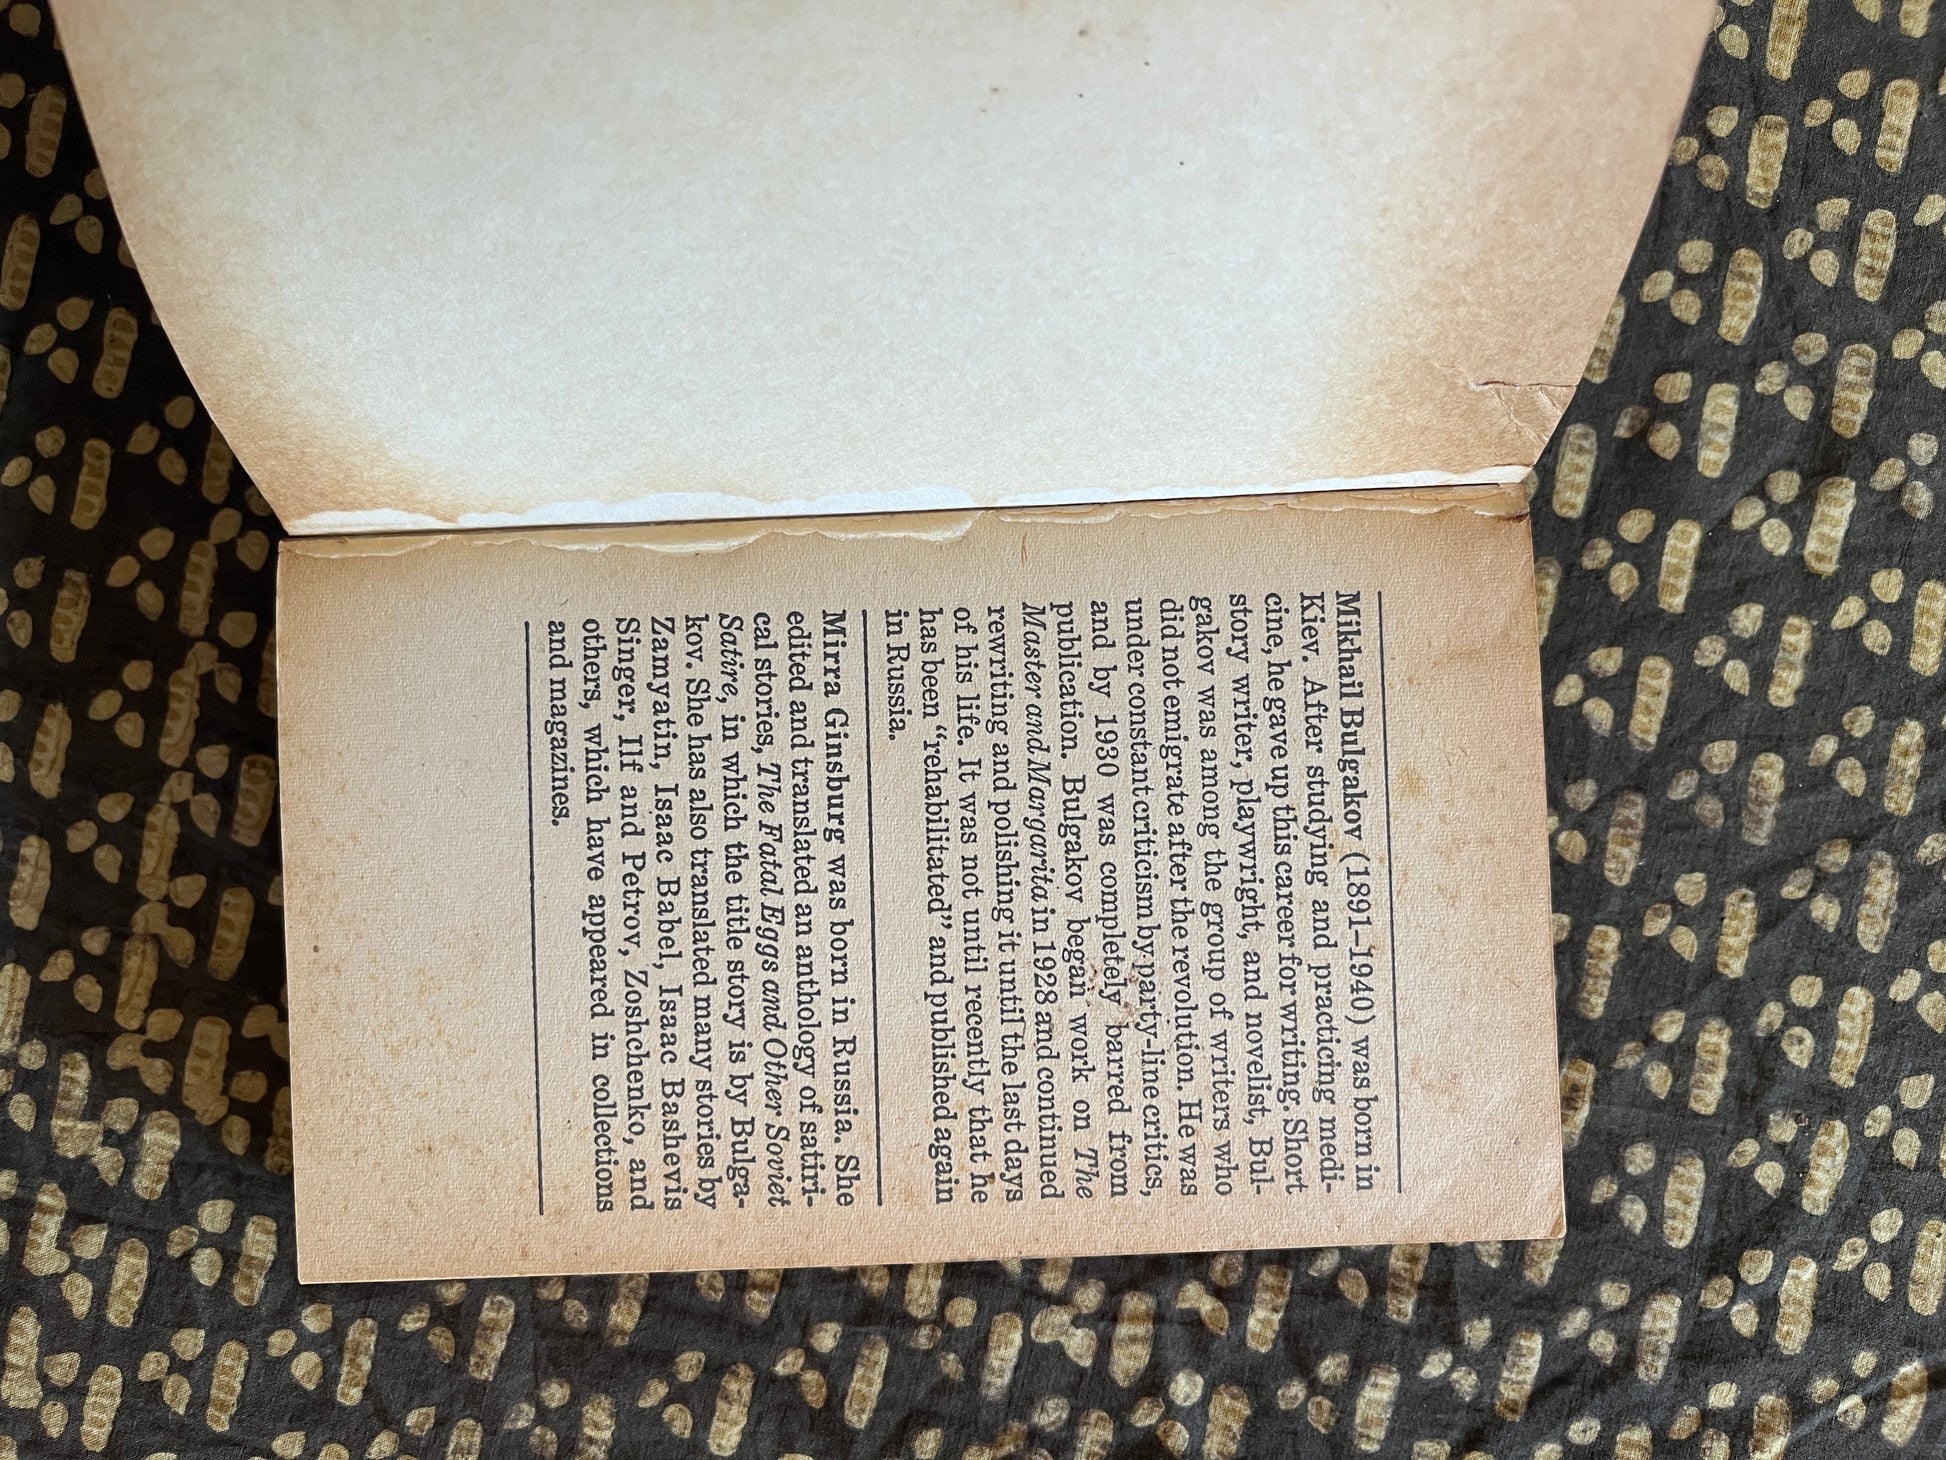 Mikhail Bulgakov (1891–1940) was born in
Kiev. After studying and practicing medi-
cine, he gave up this career for writing. Short
story writer, playwright, and novelist, Bul-
gakov was among the group of writers who
did not emigrate after the revolution. He was
under constant criticism by party-line critics,
and by 1930 was completely barred from
publication. Bulgakov began work on The
Master and Margarita in 1928 and continued
rewriting and polishing it until the last days
of his life. It was not until recently that he
has been “rehabilitated” and published again
in Russia.
Mirra Ginsburg was born in Russia. She
edited and translated an anthology of satiri-
cal stories, The Fatal Eggs and Other Soviet
Satire, in which the title story is by Bulga-
kov. She has also translated many stories by
Zamyatin, Isaac Babel, Isaac Bashevis
Singer, Ilf and Petrov, Zoshchenko, and
others, which have appeared in collections
and magazines.